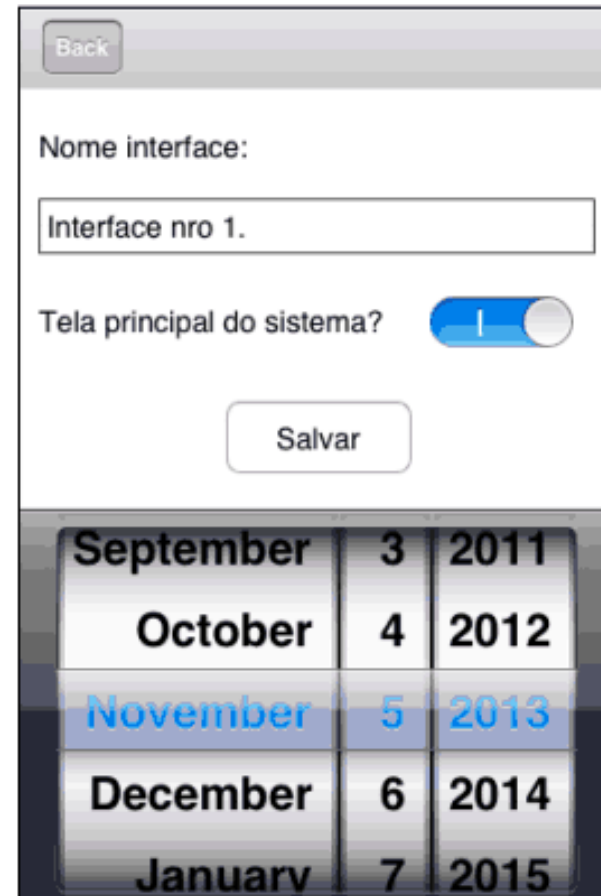 Back
Nome interface:
Interface nro 1.
Tela principal do sistema?
Salvar
September 3 2011
October 4 2012
November 5 2013
December 6 2014
January 7 2015